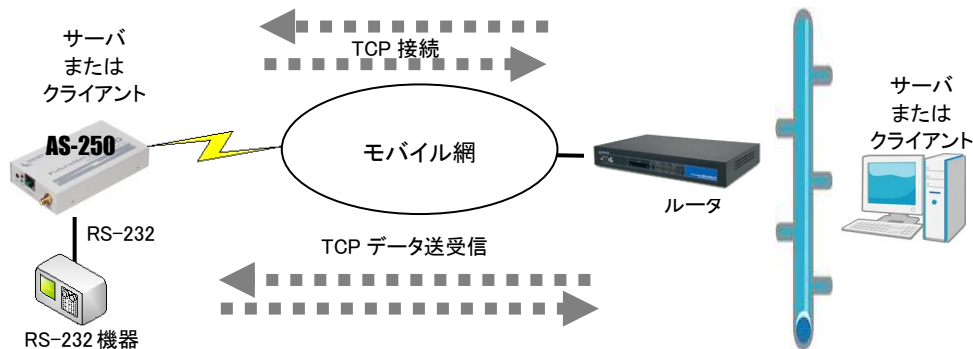 サーバ
または
クライアント
TCP 接続
AS-250
モバイル網
サーバ
または
クライアント
ルータ
RS-232
TCP データ送受信
RS-232 機器